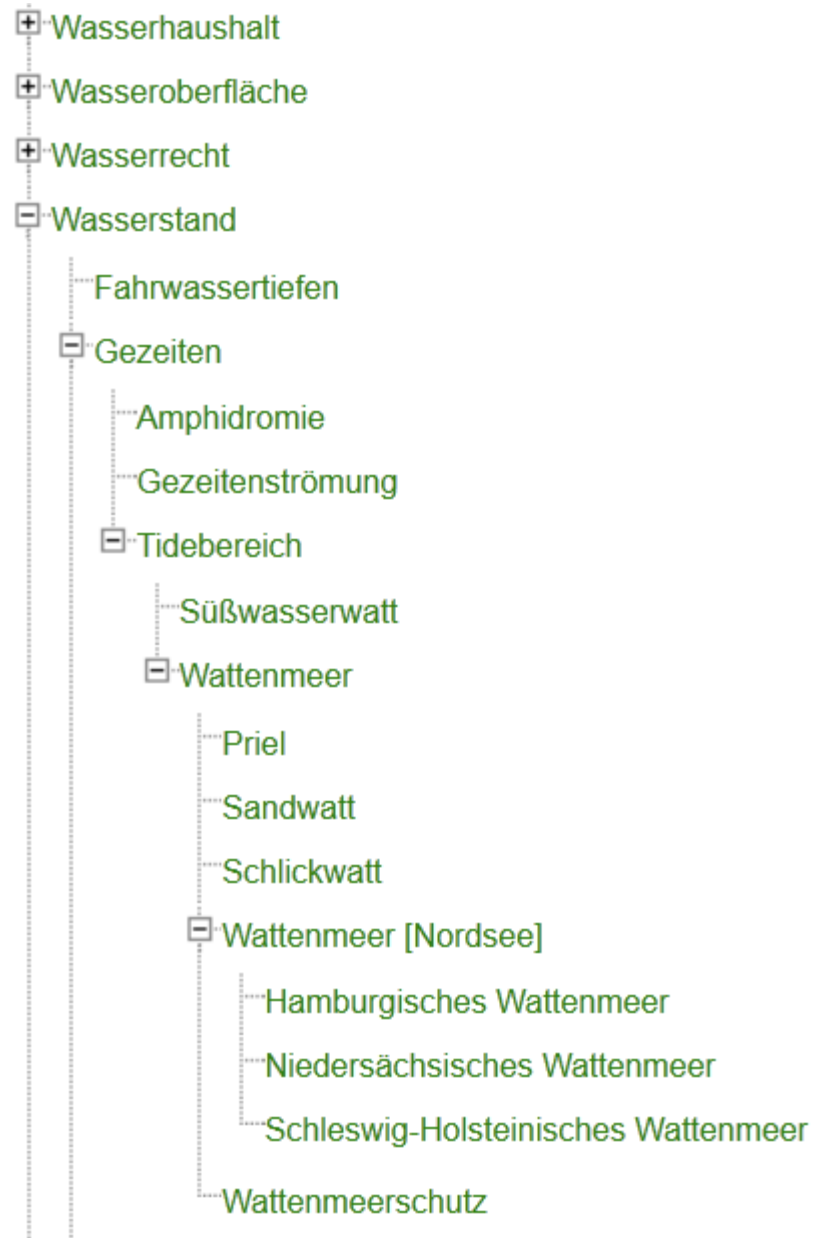 Wasserhaushalt
Wasseroberfläche
Wasserrecht
Wasserstand
Fahrwassertiefen
Gezeiten
Amphidromie
Gezeitenströmung
Tidebereich
Süßwasserwatt
Wattenmeer
Priel
Sandwatt
Schlickwatt
Wattenmeer [Nordsee]
Hamburgisches Wattenmeer
Niedersächsisches Wattenmeer
Schleswig-Holsteinisches Wattenmeer
Wattenmeerschutz